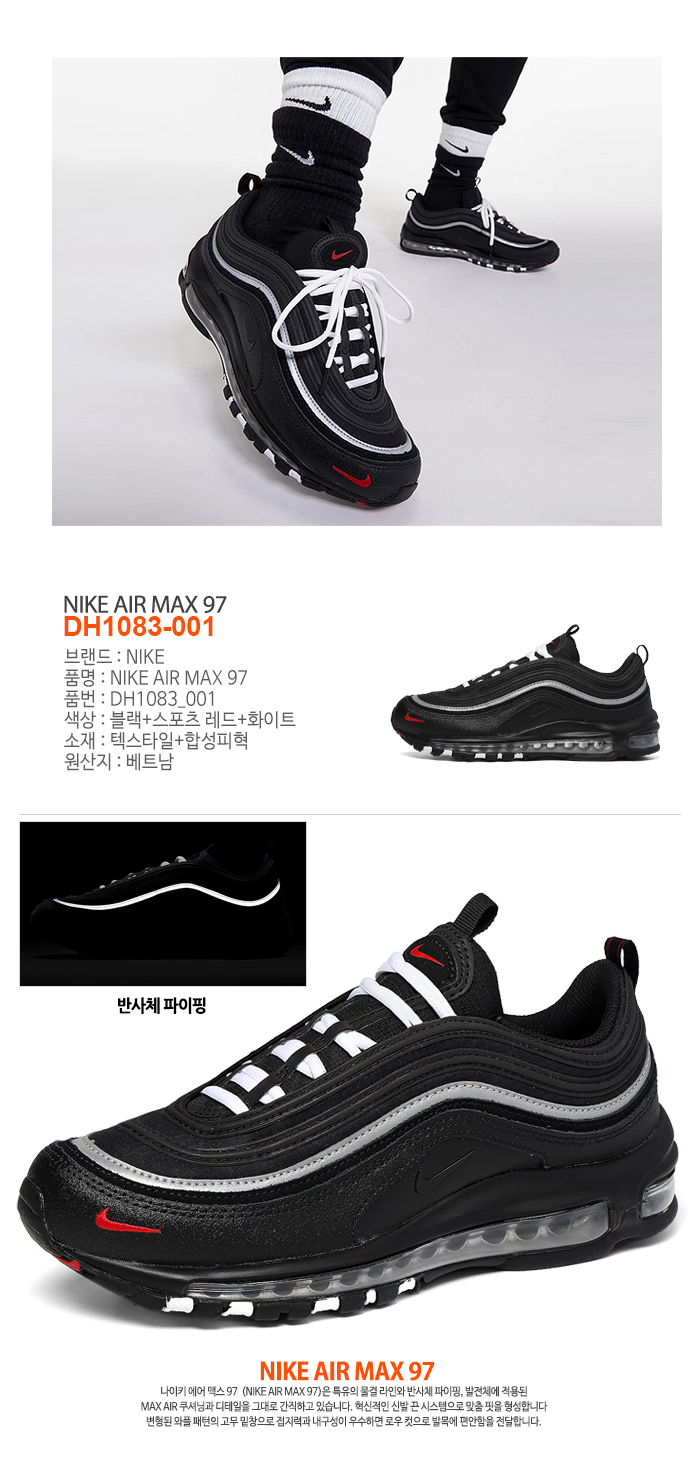 NIKE AIR MAX 97
DH1083-001
브랜드 : NIKE
품명 : NIKE AIR MAX 97
품번 : DH1083_001
색상 : 블랙+스포츠 레드+화이트
소재 : 텍스타일+합성피혁
원산지 : 베트남
반사체 파이핑
NIKE AIR MAX 97
나이키 에어 맥스 97 (NIKE AIR MAX 97)은 특유의 물결 라인와 반사체 파이핑, 발전체에 적용된
MAX AIR 쿠셔닝과 디테일을 그대로 간직하고 있습니다. 혁신적인 신발 끈 시스템으로 맞춤 핏을 형성합니다
변형된 와플 패턴의 고무 밑창으로 접지력과 내구성이 우수하면 로우 컷으로 발목에 편안함을 전달합니다.